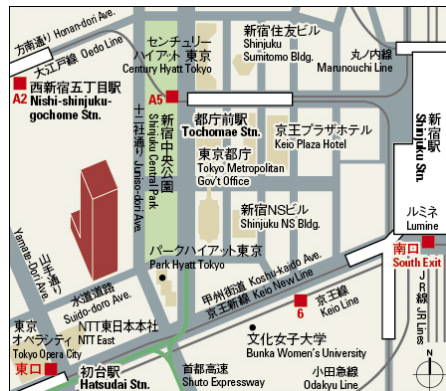 方南通り Honan-dori Ave.
大江戸線 Oedo Line
A2
西新宿五丁目駅
Nishi-shinjuku-
gochome Stn.
センチュリー
ハイアット 東京
Century Hyatt Tokyo
A5
新宿住友ビル
Shinjuku
Sumitomo Bldg.
丸ノ内線
Marunouchi Line
都庁前駅
Tochomae Stn.
新宿駅
Shinjuku Stn.
十二社通り Juniso-dori Ave.
新宿中央公園
Shinjuku Central Park
東京都庁
Tokyo Metropolitan
Gov't Office
京王プラザホテル
Keio Plaza Hotel
新宿NSビル
Shinjuku NS Bldg.
ルミネ
Lumine
南口
South Exit
山手通り
Yamate-Dori Ave.
パークハイアット東京
Park Hyatt Tokyo
甲州街道 Koshu-kaido Ave.
京王新線 Keio New Line
水道道路
Suido-doro Ave.
6
京王線
Keio Line
JR線 JR Lines
東京
オペラシティ
Tokyo Opera City
NTT東日本本社
NTT East
文化女子大学
Bunka Women's University
東口
初台駅
Hatsudai Stn.
首都高速
Shuto Expressway
小田急線
Odakyu Line